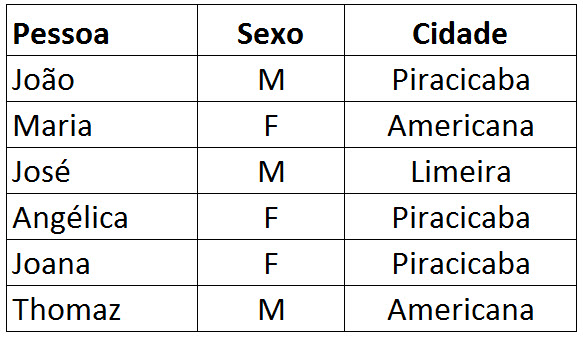 Pessoa Sexo Cidade
João M Piracicaba
Maria F Americana
José M Limeira
Angélica F Piracicaba
Joana F Piracicaba
Thomaz M Americana